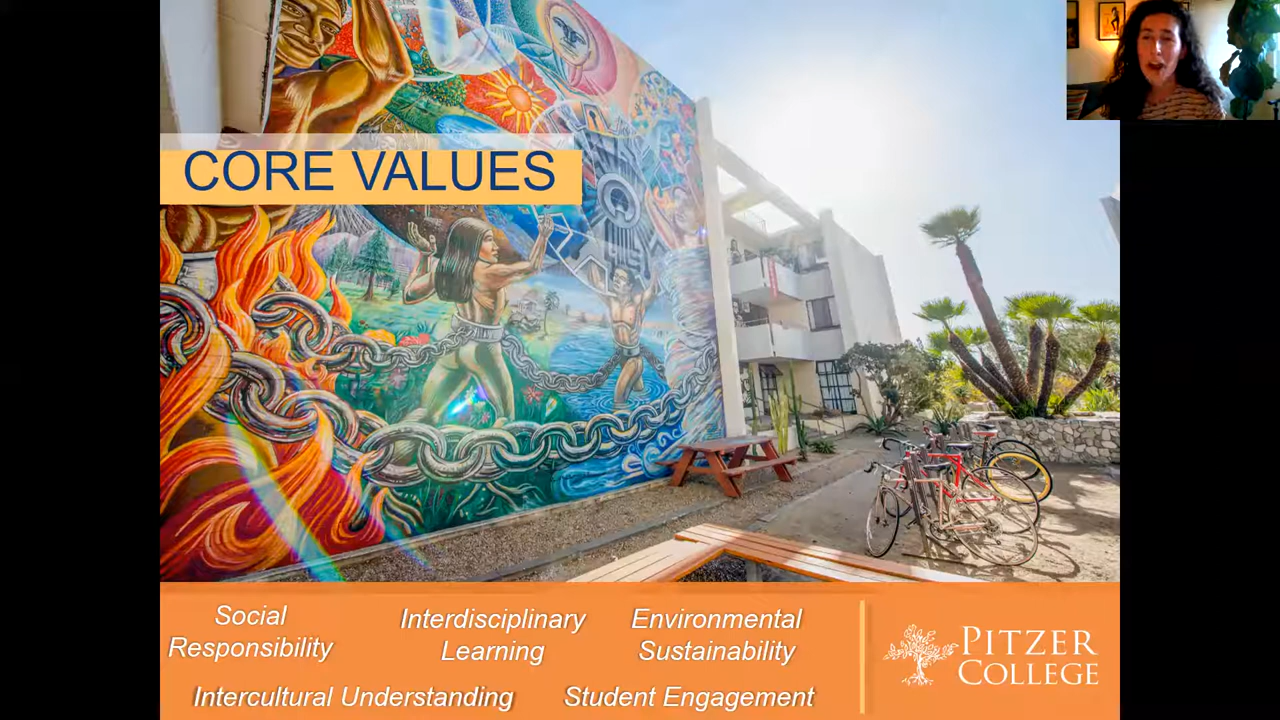 CORE VALUES
Social
Responsibility
Interdisciplinary
Learning
Environmental
Sustainability
Intercultural Understanding
Student Engagement
PITZER
COLLEGE